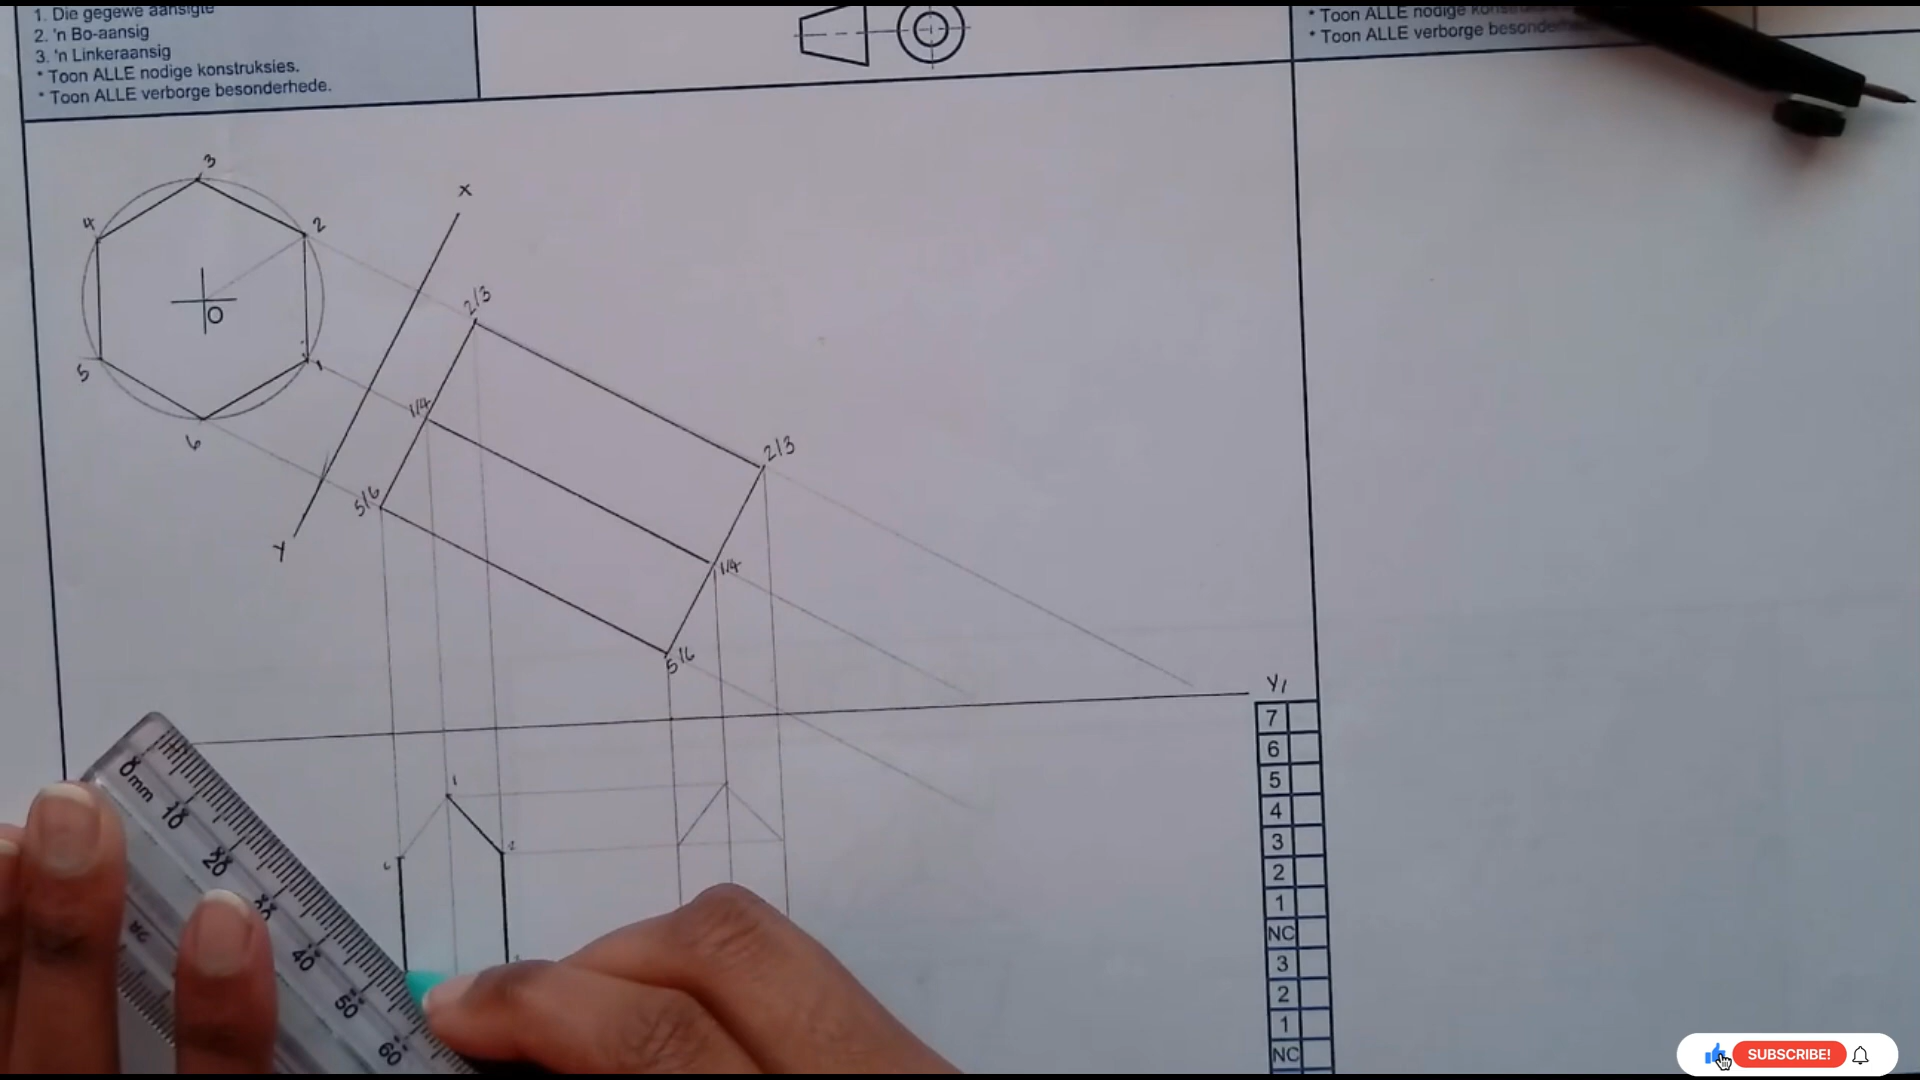 1. Die gegewe aansigte
2. 'n Bo-aansig
3. 'n Linkeraansig
* Toon ALLE nodige konstruksies.
* Toon ALLE verborge besonderhede.
* Toon ALLE nodige
* Toon ALLE verborge
3
4
2
O
5
1
6
X
Y
2/3
1/4
5/6
2/3
1/4
5/6
Y1
7
6
5
4
3
2
1
NC
3
2
1
NC
1
2
0mm
10
20
40
50
60
SUBSCRIBE!